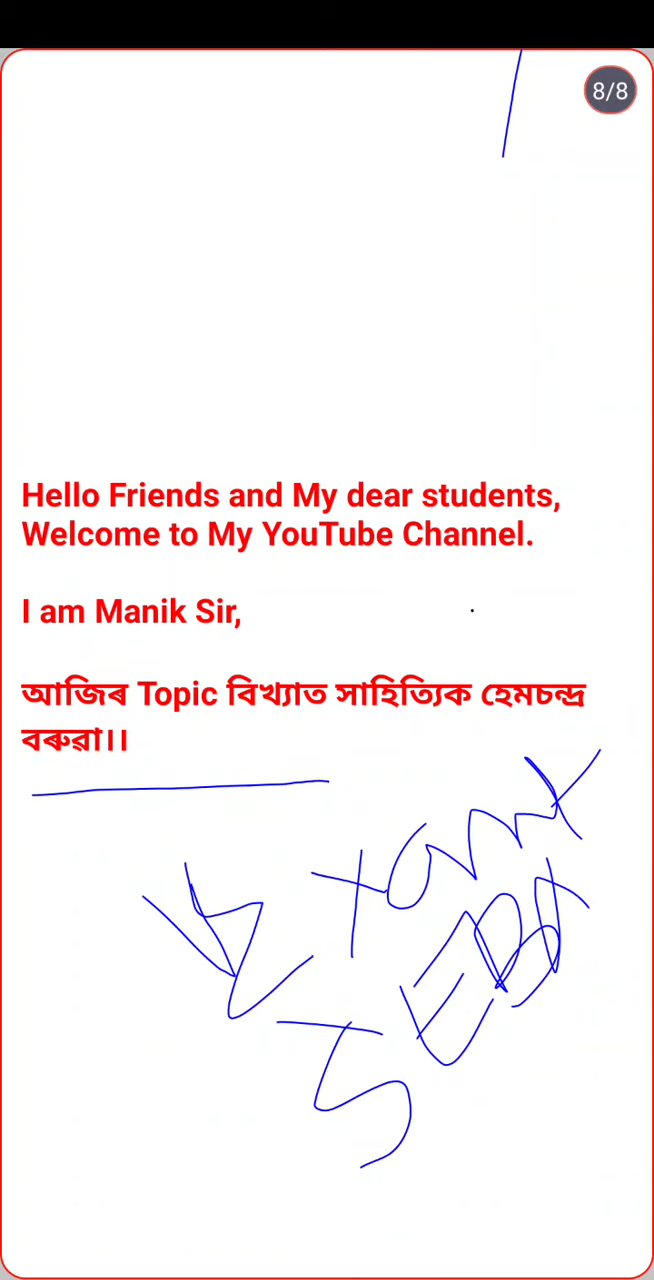 8/8
Hello Friends and My dear students,
Welcome to My YouTube Channel.
I am Manik Sir,
আজিৰ Topic বিখ্যাত সাহিত্যিক হেমচন্দ্ৰ
বৰুৱা।।
SEBA